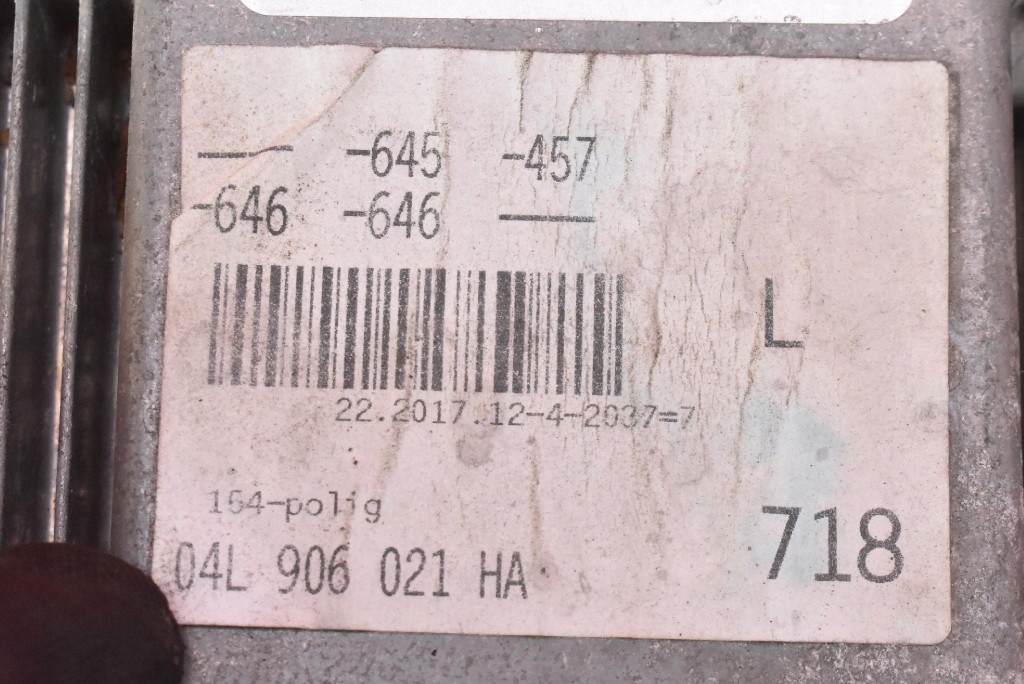 — -645 -457
-646 -646 —
L
22.2017.12-4-2037=7
154-polig
718
04L 906 021 HA